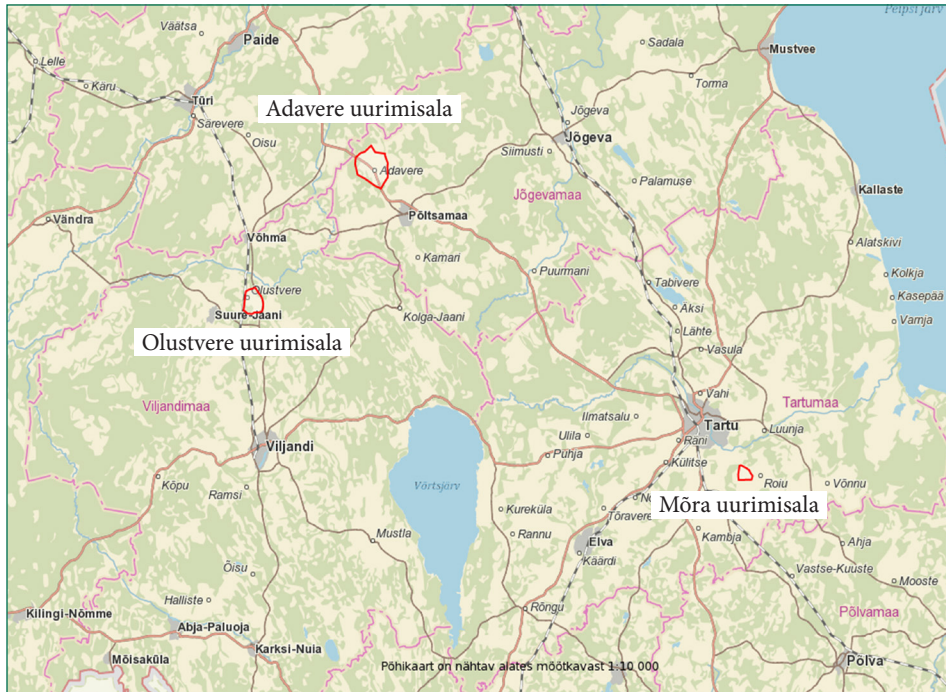 Peipsi järv
Väätsa
Paide
Sadala
Mustvee
Lelle
Käru
Torma
Adavere uurimisala
Türi
Särevere
Oisu
Jõgeva
Jõgeva
Siimusti
Adavere
Palamuse
Jõgevamaa
Kallaste
Vändra
Põltsamaa
Võhma
Alatskivi
Kamari
Puurmani
Kolkja
Tabivere
Olustvere
Kasepää
Suure-Jaani
Kolga-Jaani
Aksi
Varnja
Lähte
Olustvere uurimisala
Vasula
Vahi
Viljandimaa
Tartumaa
Ilmatsalu
Tartu
Luunja
Viljandi
Ulila
Räni
Puhja
Külitse
Roiu
Võnnu
Kõpu
Ramsi
Võrtsjärv
Mõra uurimisala
Kureküla
Tõravere
Mustla
Rannu
Elva
Kambja
Ahja
Käärdi
Õisu
Vastse-Kuuste
Mooste
Halliste
Rõngu
Põlvamaa
Kilingi-Nõmme
Abja-Paluoja
Karksi-Nuia
Mõisaküla
Põhikaart on nähtav alates mõõtkavast 1:10 000
Põlva